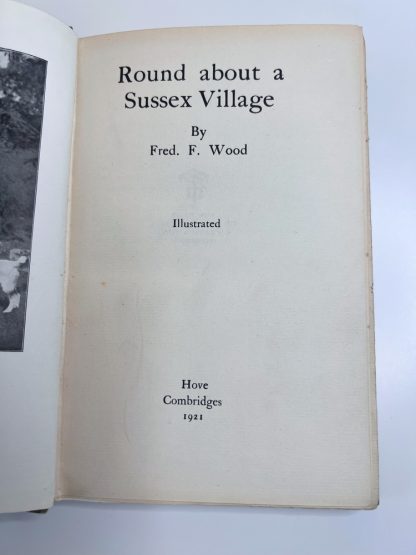 Round about a
Sussex Village
By
Fred. F. Wood
Illustrated
Hove
Combridges
1921